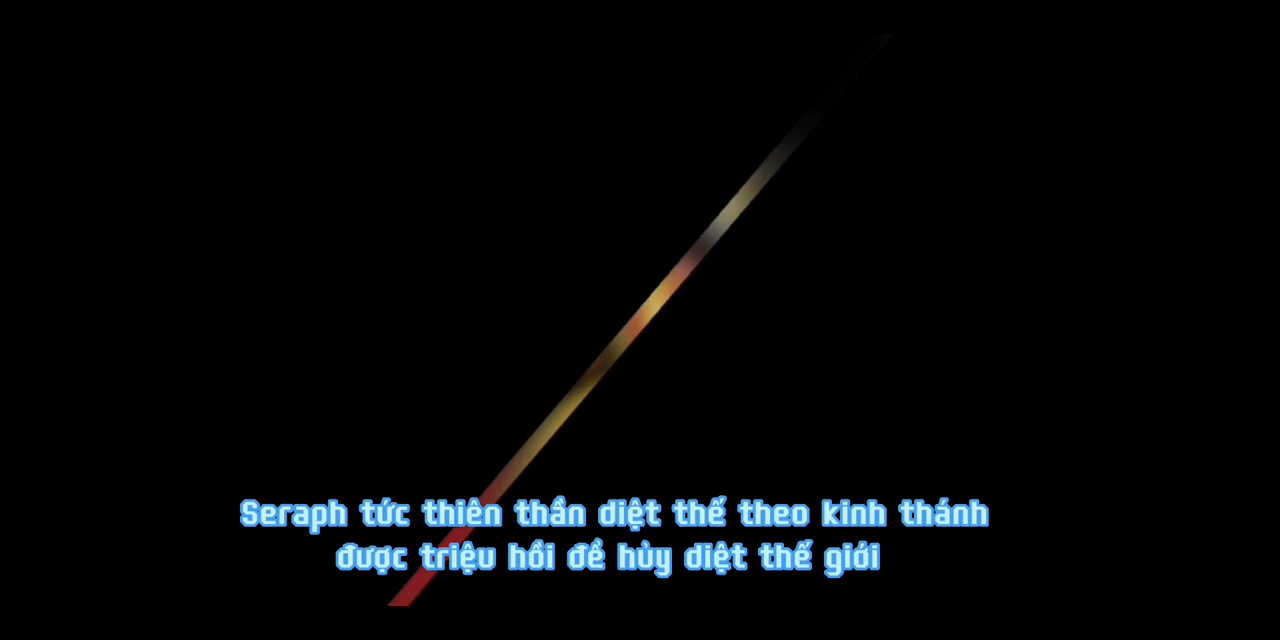 Seraph tức thiên thần diệt thế theo kinh thánh
được triệu hồi để hủy diệt thế giới